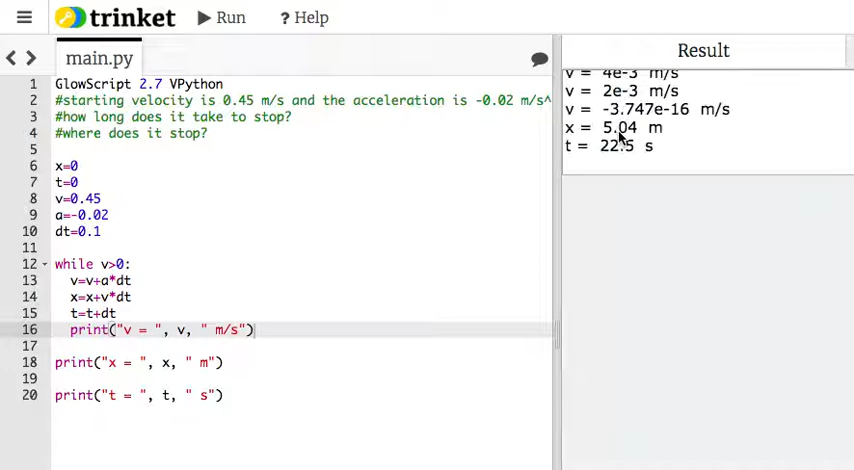 trinket Run ? Help
main.py
Result
1 GlowScript 2.7 VPython
2 #starting velocity is 0.45 m/s and the acceleration is -0.02 m/s^
3 #how long does it take to stop?
4 #where does it stop?
5
6 x=0
7 t=0
8 v=0.45
9 a=-0.02
10 dt=0.1
11
12 while v>0:
13 v=v+a*dt
14 x=x+v*dt
15 t=t+dt
16 print("v = ", v, " m/s")
17
18 print("x = ", x, " m")
19
20 print("t = ", t, " s")
v = 4e-3 m/s
v = 2e-3 m/s
v = -3.747e-16 m/s
x = 5.04 m
t = 22.5 s